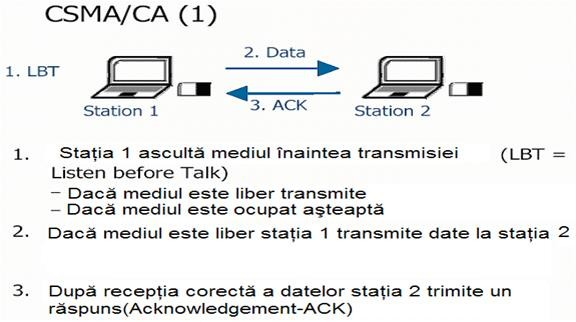 CSMA/CA (1)
2. Data
1. LBT
3. ACK
Station 1
Station 2
1. Stația 1 ascultă mediul înaintea transmisiei (LBT =
Listen before Talk)
– Dacă mediul este liber transmite
– Dacă mediul este ocupat aşteaptă
2. Dacă mediul este liber stația 1 transmite date la stația 2
3. După recepția corectă a datelor stația 2 trimite un
răspuns(Acknowledgement-ACK)